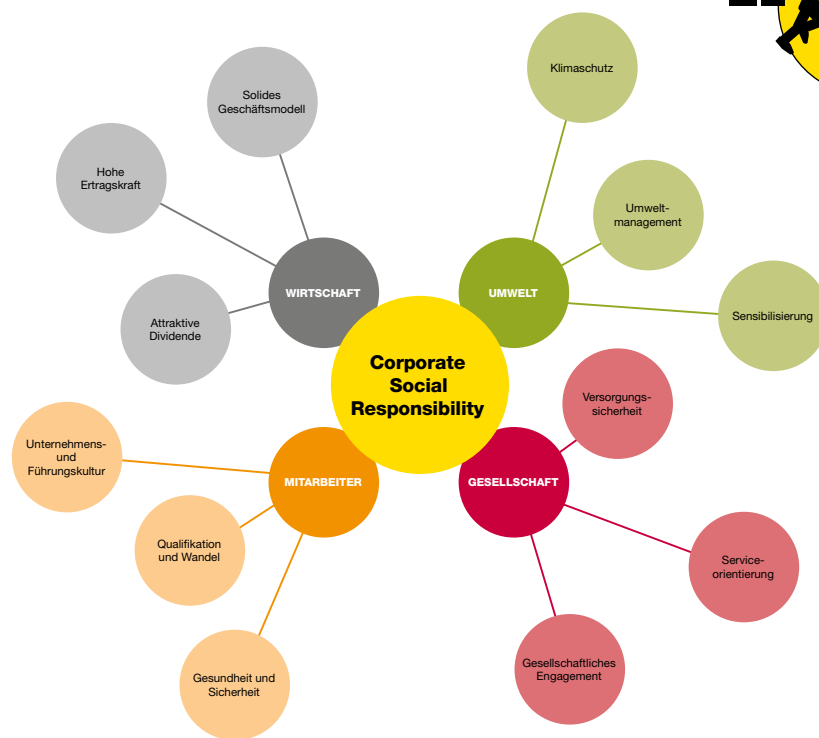 Klimaschutz
Solides
Geschäftsmodell
Hohe
Ertragskraft
Umwelt-
management
WIRTSCHAFT
UMWELT
Sensibilisierung
Attraktive
Dividende
Corporate
Social
Responsibility
Versorgungs-
sicherheit
Unternehmens-
und
Führungskultur
MITARBEITER
GESELLSCHAFT
Qualifikation
und Wandel
Service-
orientierung
Gesellschaftliches
Engagement
Gesundheit und
Sicherheit